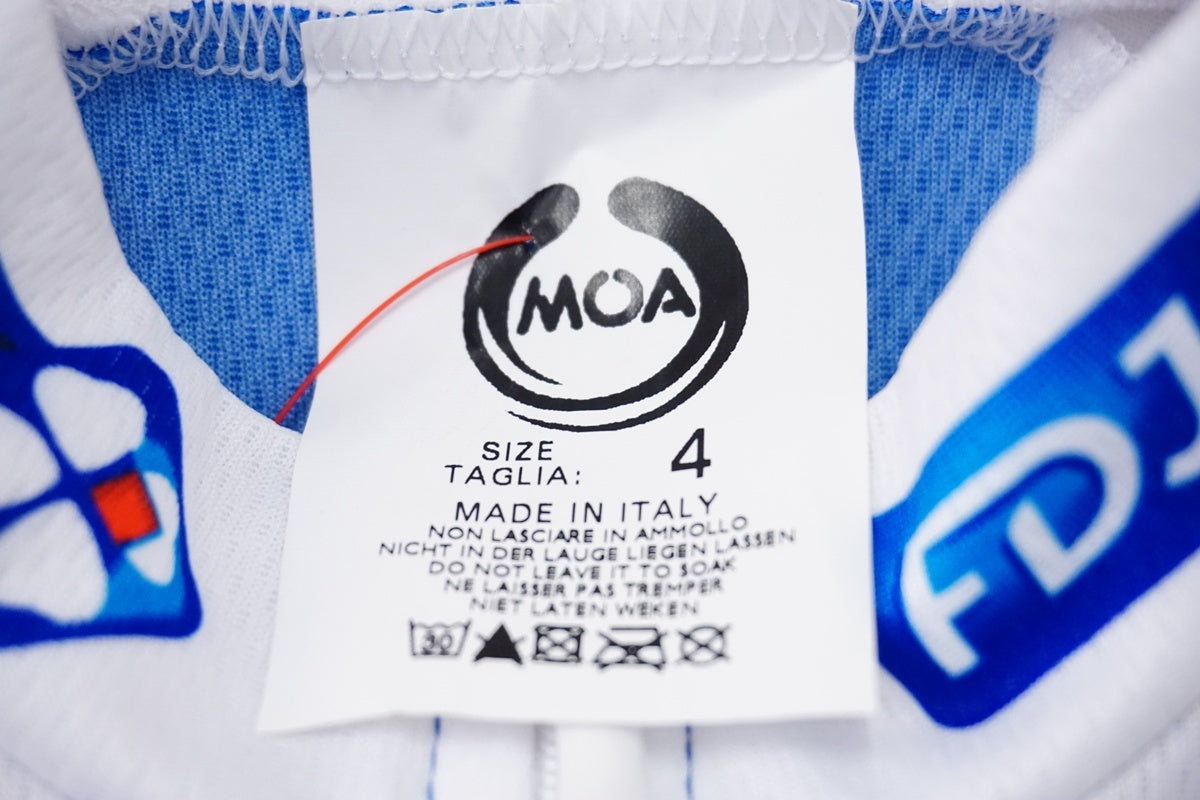 MOA
SIZE
TAGLIA: 4
MADE IN ITALY
NON LASCIARE IN AMMOLLO
NICHT IN DER LAUGE LIEGEN LASSEN
DO NOT LEAVE IT TO SOAK
NE LAISSER PAS TREMPER
NIET LATEN WEKEN
30
FDJ